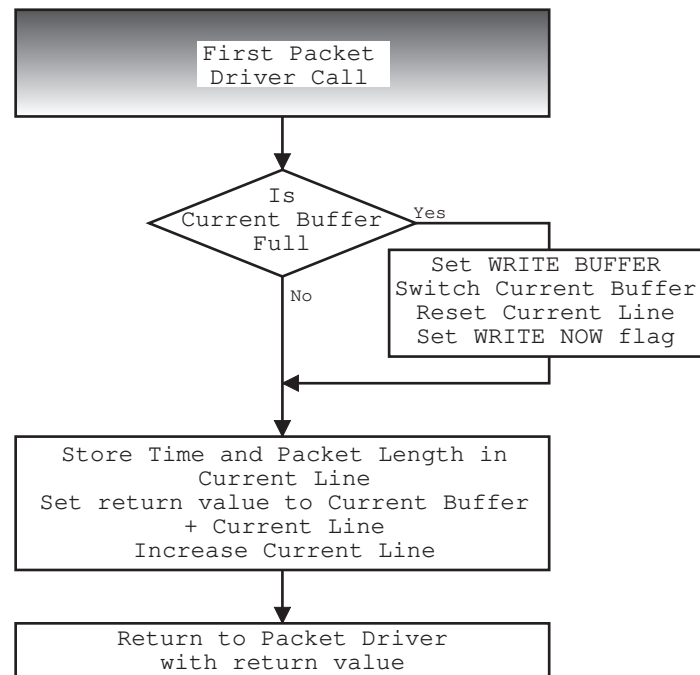 First Packet
Driver Call
Is
Current Buffer
Full
Yes
Set WRITE BUFFER
Switch Current Buffer
Reset Current Line
Set WRITE NOW flag
No
Store Time and Packet Length in
Current Line
Set return value to Current Buffer
+ Current Line
Increase Current Line
Return to Packet Driver
with return value